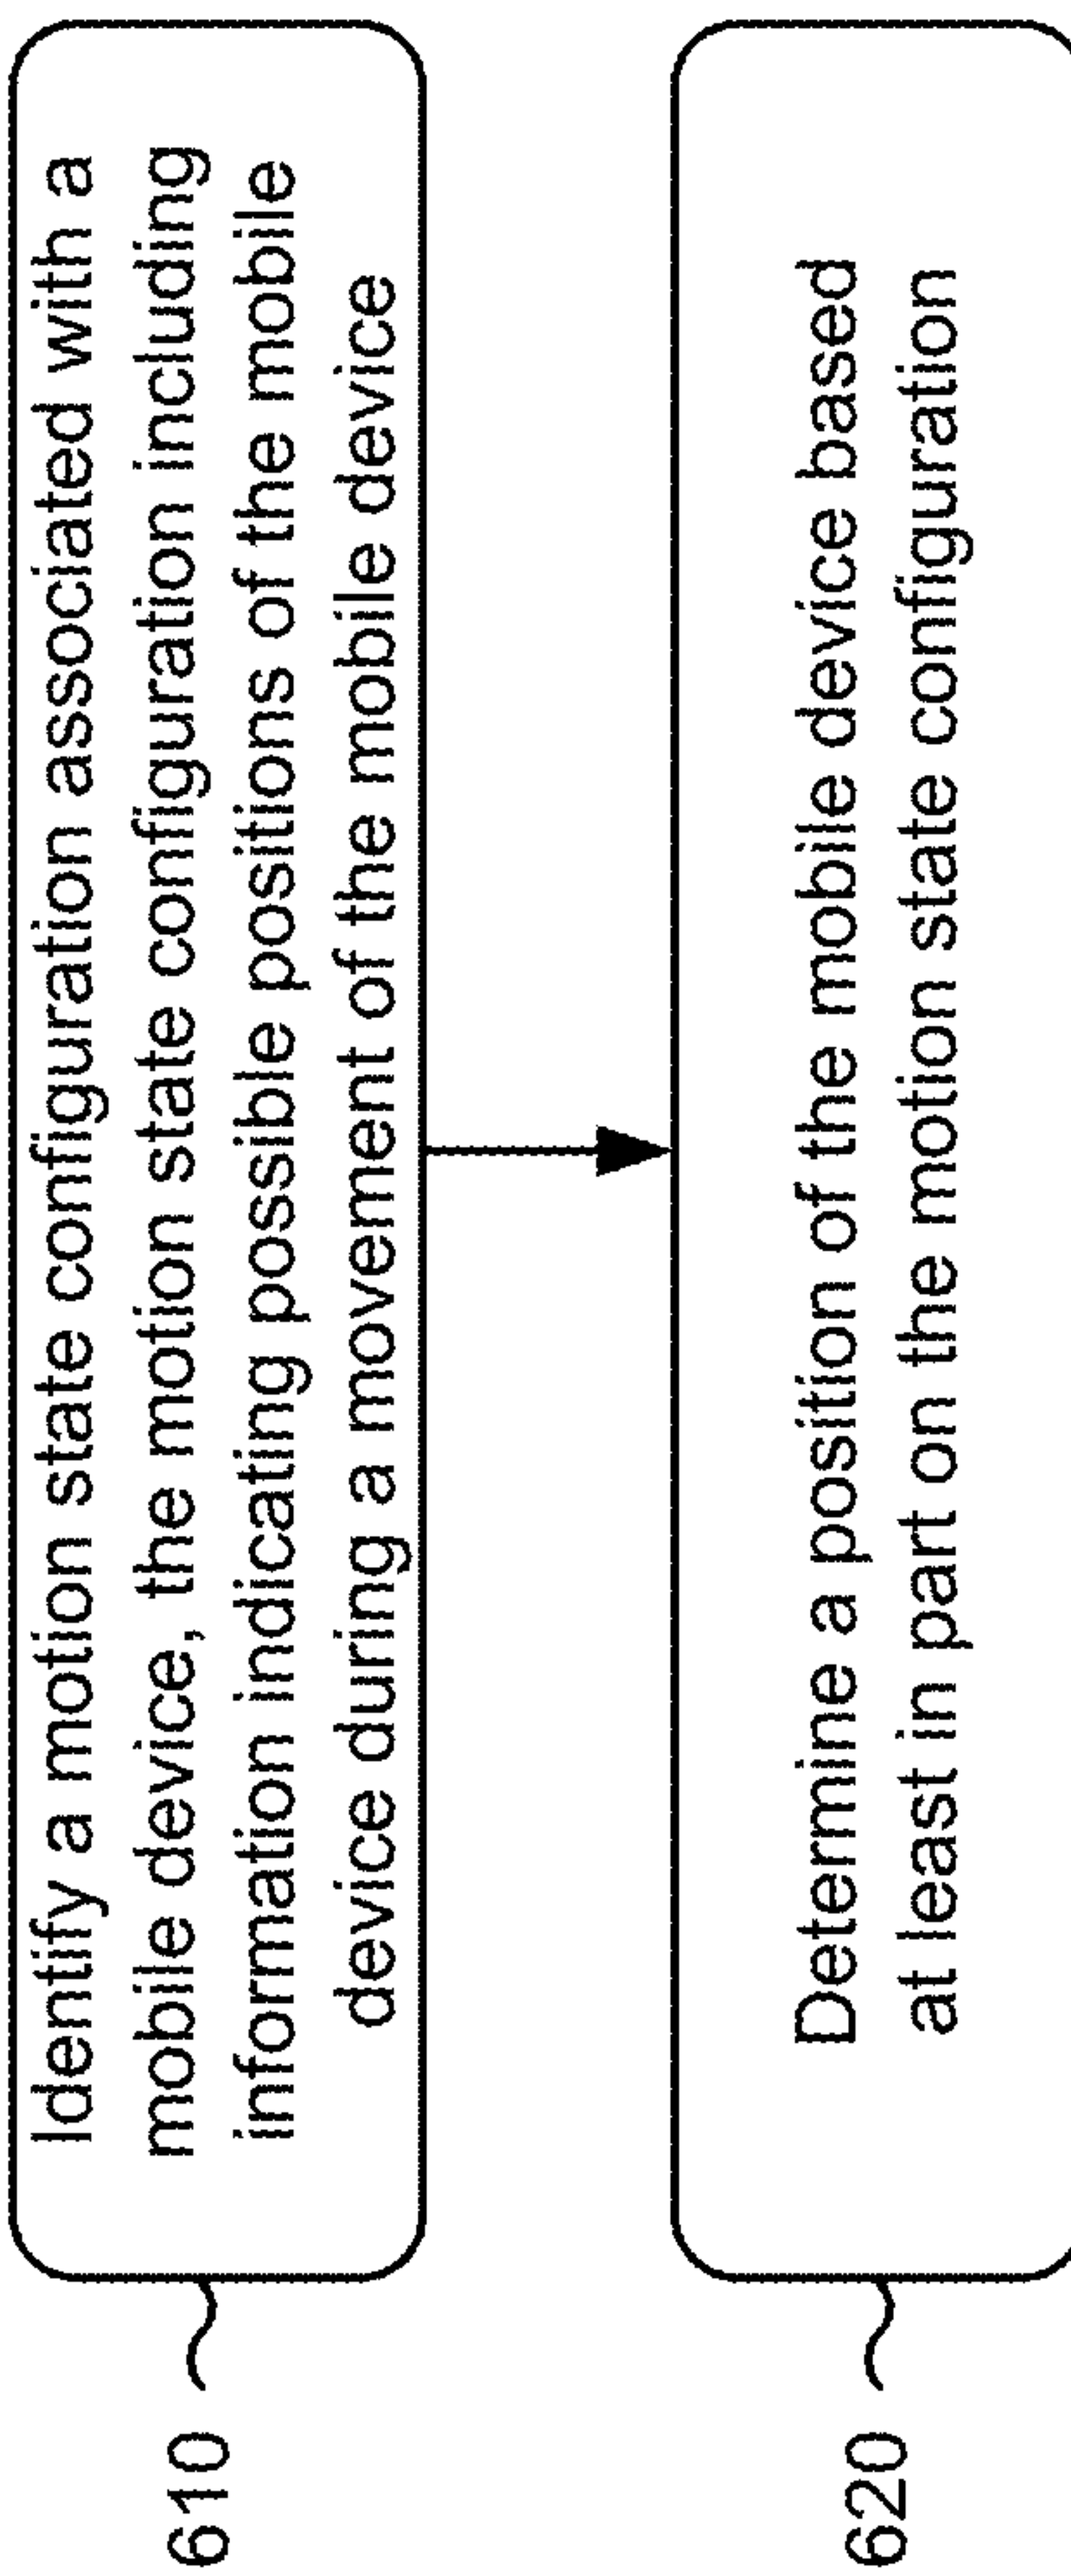 610
Identify a motion state configuration associated with a
mobile device, the motion state configuration including
information indicating possible positions of the mobile
device during a movement of the mobile device
620
Determine a position of the mobile device based
at least in part on the motion state configuration